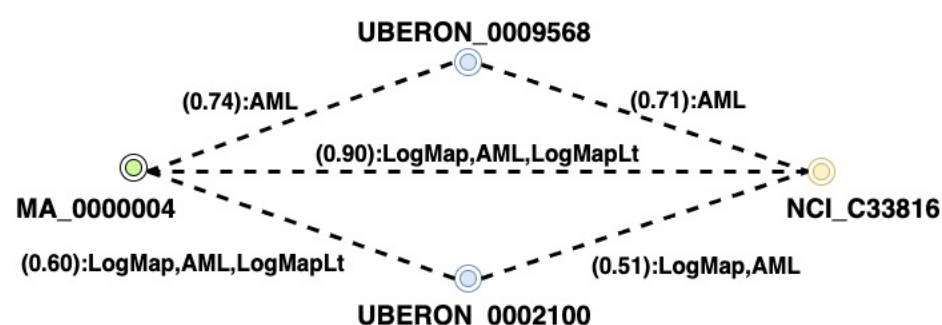 UBERON_0009568
(0.74):AML
(0.71):AML
(0.90):LogMap,AML,LogMapLt
MA_0000004
NCI_C33816
(0.60):LogMap,AML,LogMapLt
(0.51):LogMap,AML
UBERON_0002100